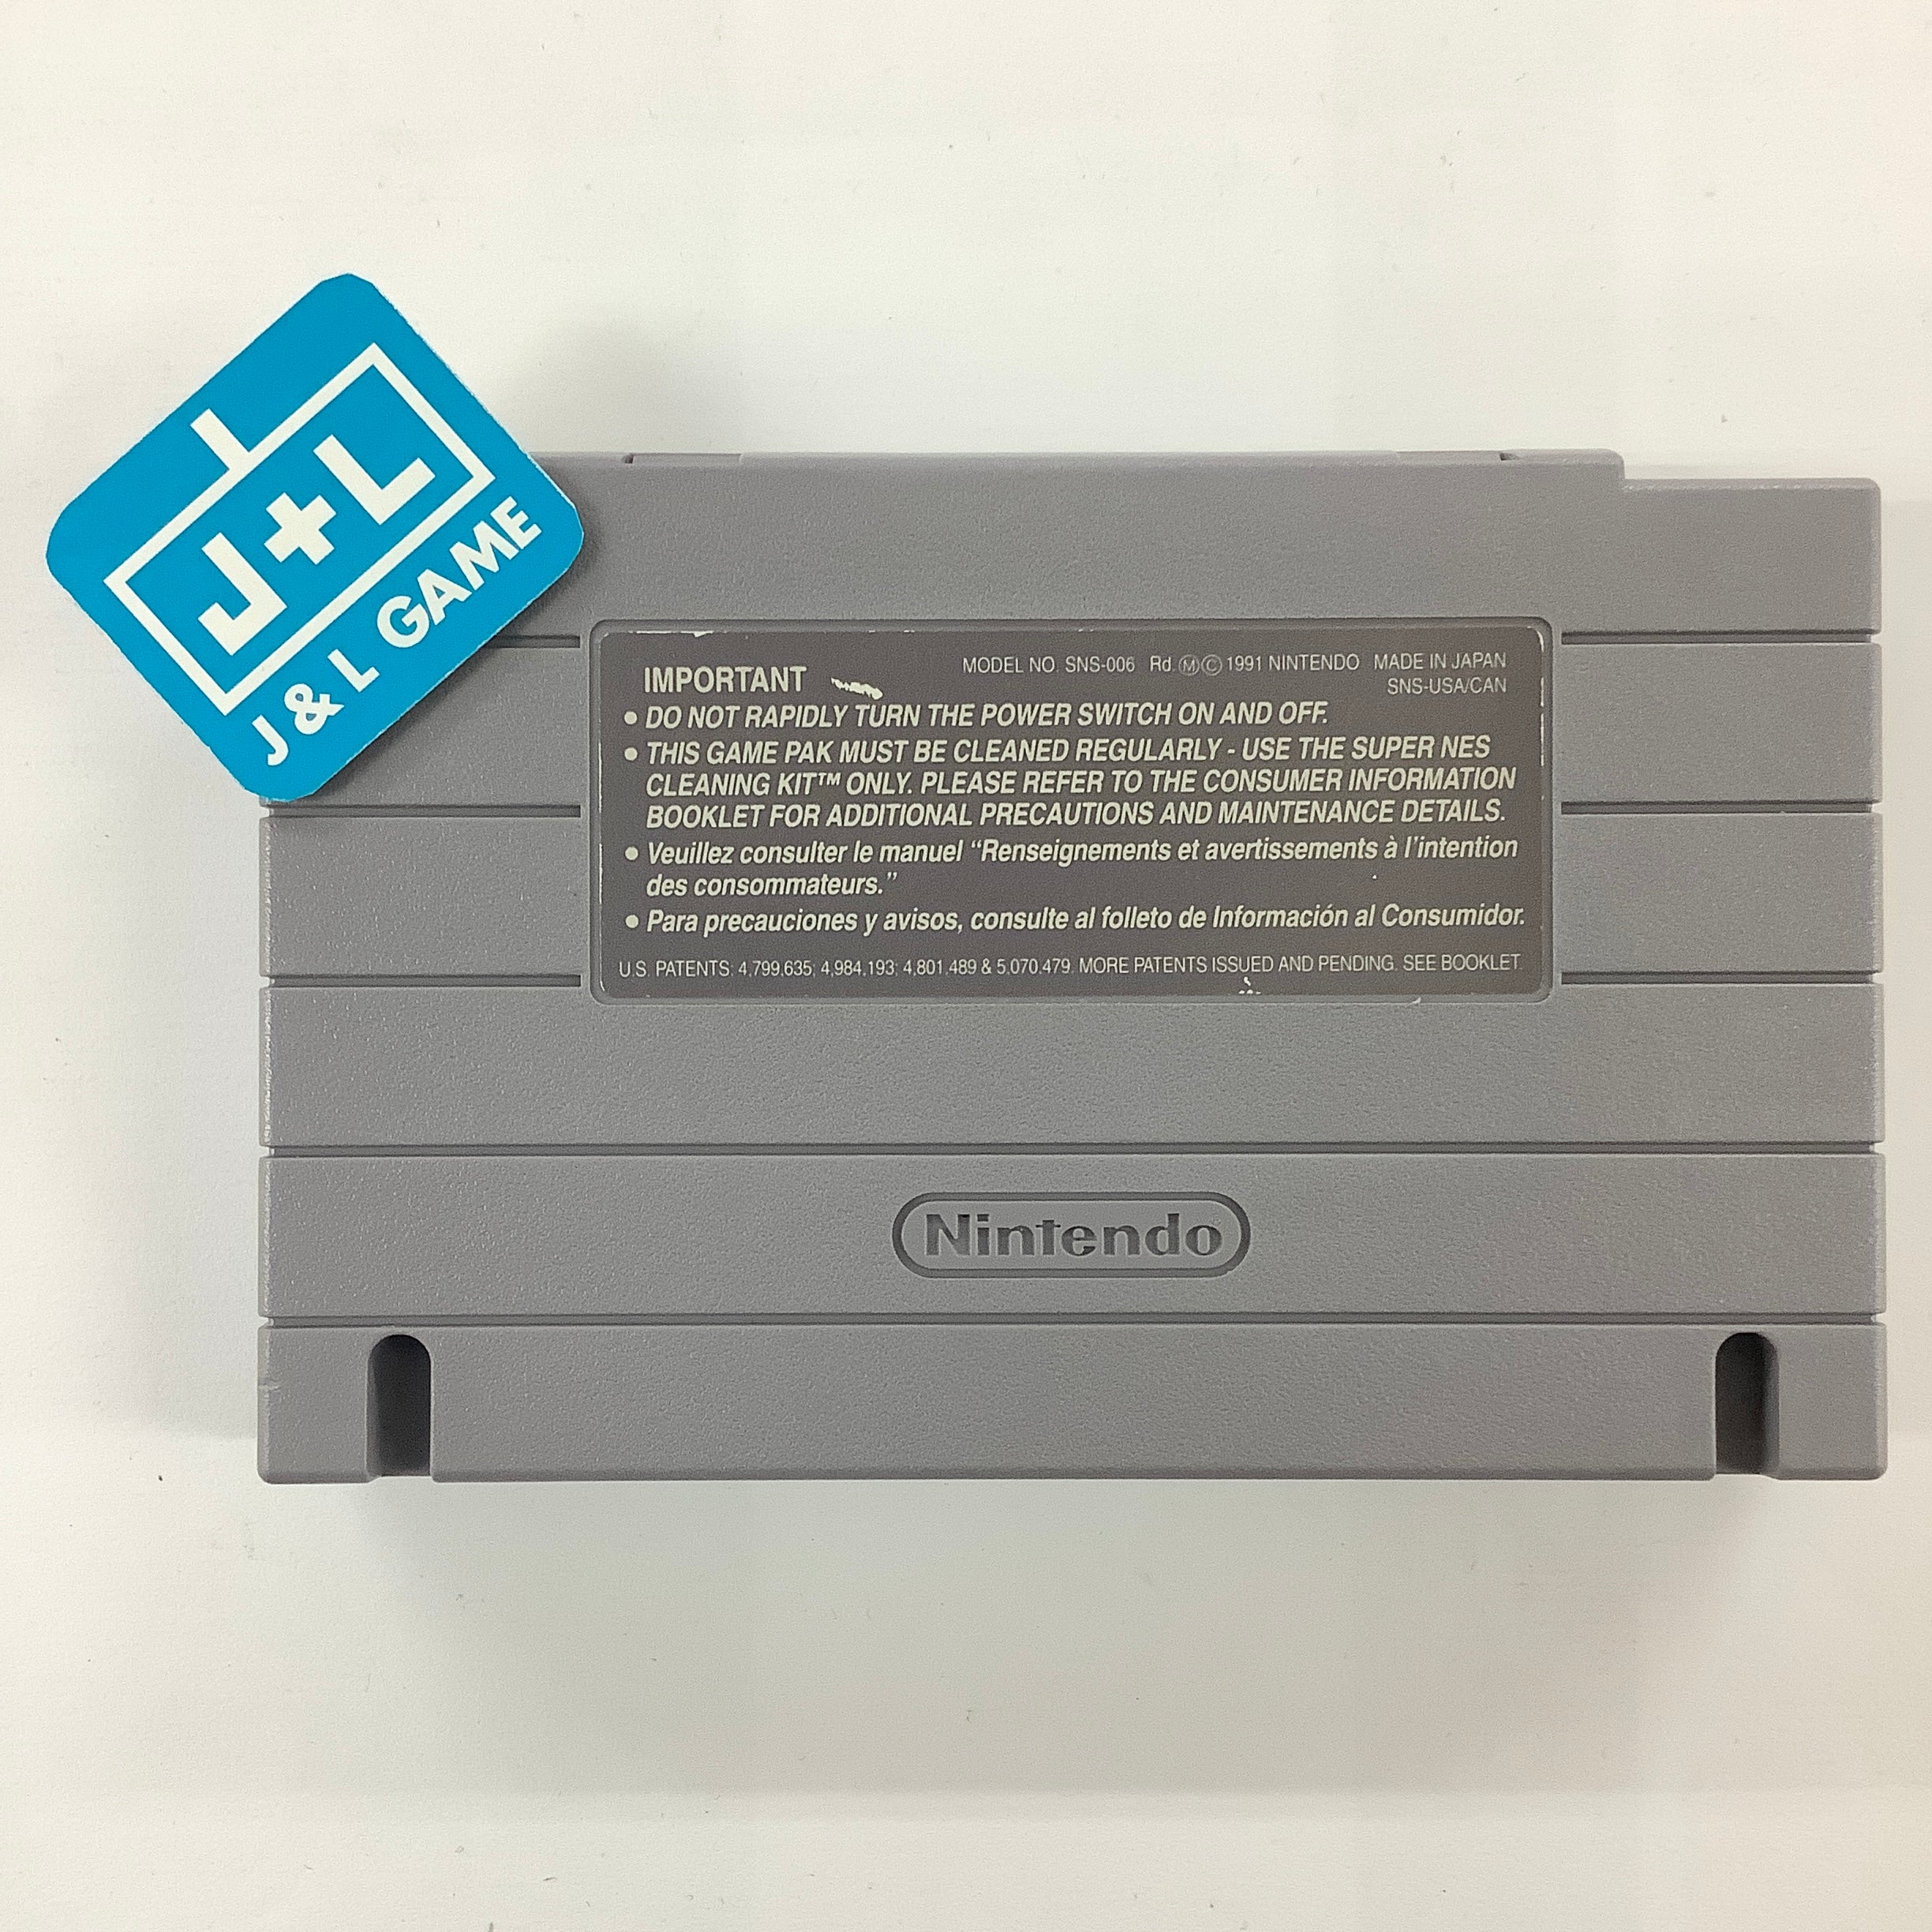 J+L
J & L GAME
IMPORTANT
MODEL NO. SNS-006 Rd. Ⓜ© 1991 NINTENDO MADE IN JAPAN
SNS-USA/CAN
● DO NOT RAPIDLY TURN THE POWER SWITCH ON AND OFF.
● THIS GAME PAK MUST BE CLEANED REGULARLY - USE THE SUPER NES
CLEANING KIT™ ONLY. PLEASE REFER TO THE CONSUMER INFORMATION
BOOKLET FOR ADDITIONAL PRECAUTIONS AND MAINTENANCE DETAILS.
● Veuillez consulter le manuel “Renseignements et avertissements à l’intention
des consommateurs.”
● Para precauciones y avisos, consulte al folleto de Información al Consumidor.
U.S. PATENTS: 4,799,635; 4,984,193; 4,801,489 & 5,070,479. MORE PATENTS ISSUED AND PENDING. SEE BOOKLET.
Nintendo